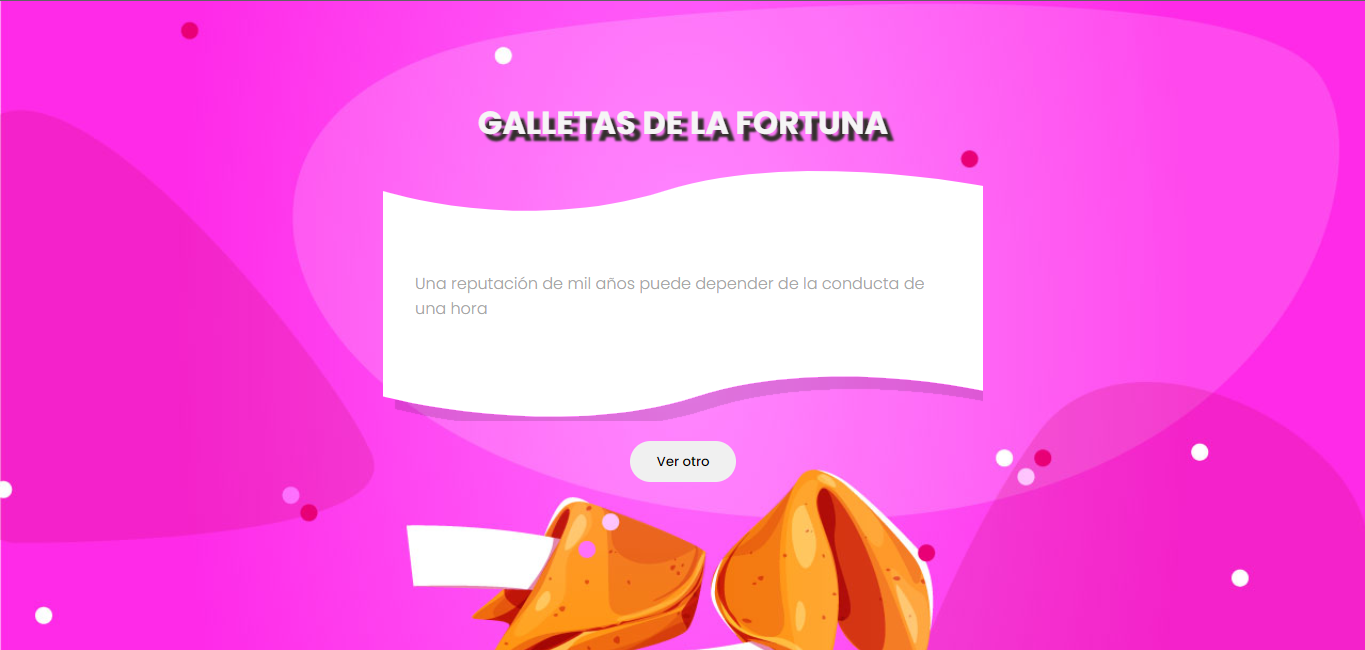 GALLETAS DE LA FORTUNA
Una reputación de mil años puede depender de la conducta de
una hora
Ver otro